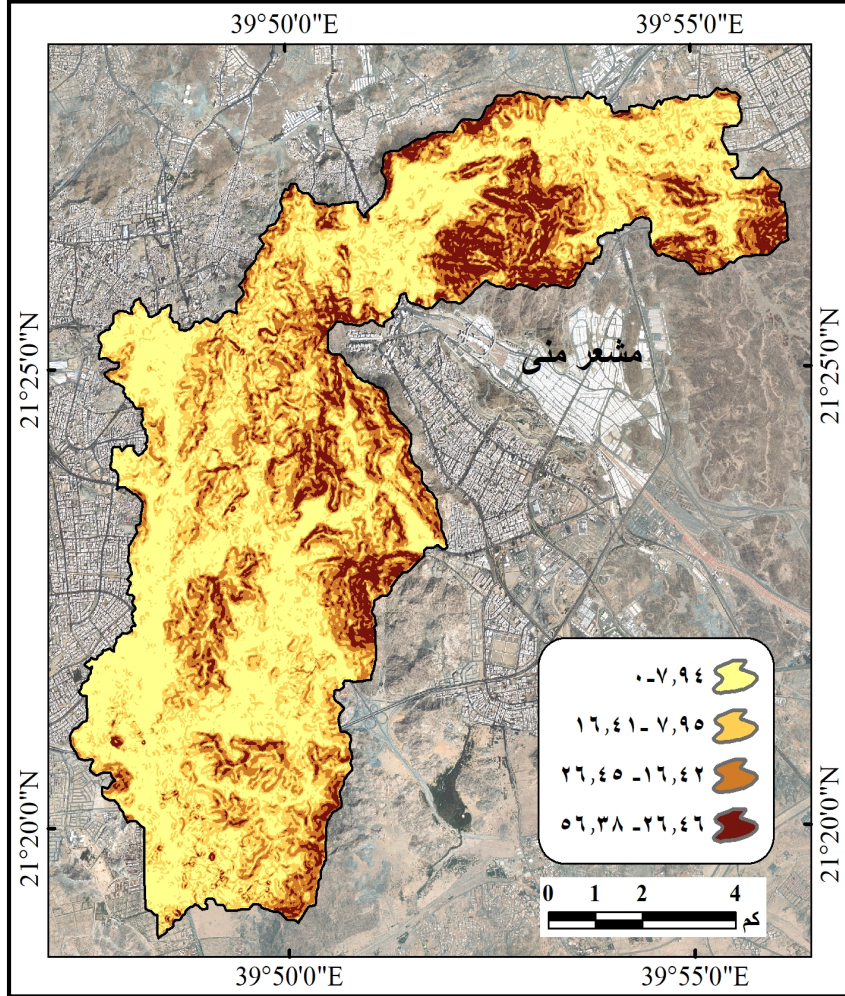 39°50'0"E 39°55'0"E
21°25'0"N 21°25'0"N
مشعر منى
٠-٧,٩٤
٧,٩٥- ١٦,٤١
١٦,٤٢- ٢٦,٤٥
٢٦,٤٦- ٥٦,٣٨
21°20'0"N 21°20'0"N
0 1 2 4
كم
39°50'0"E 39°55'0"E